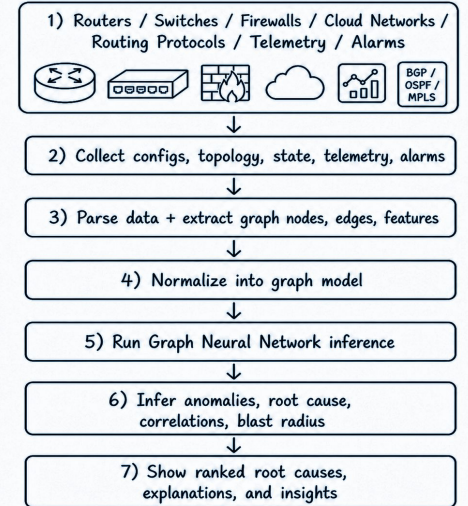 1) Routers / Switches / Firewalls / Cloud Networks /
Routing Protocols / Telemetry / Alarms
BGP /
OSPF /
MPLS
2) Collect configs, topology, state, telemetry, alarms
3) Parse data + extract graph nodes, edges, features
4) Normalize into graph model
5) Run Graph Neural Network inference
6) Infer anomalies, root cause,
correlations, blast radius
7) Show ranked root causes,
explanations, and insights